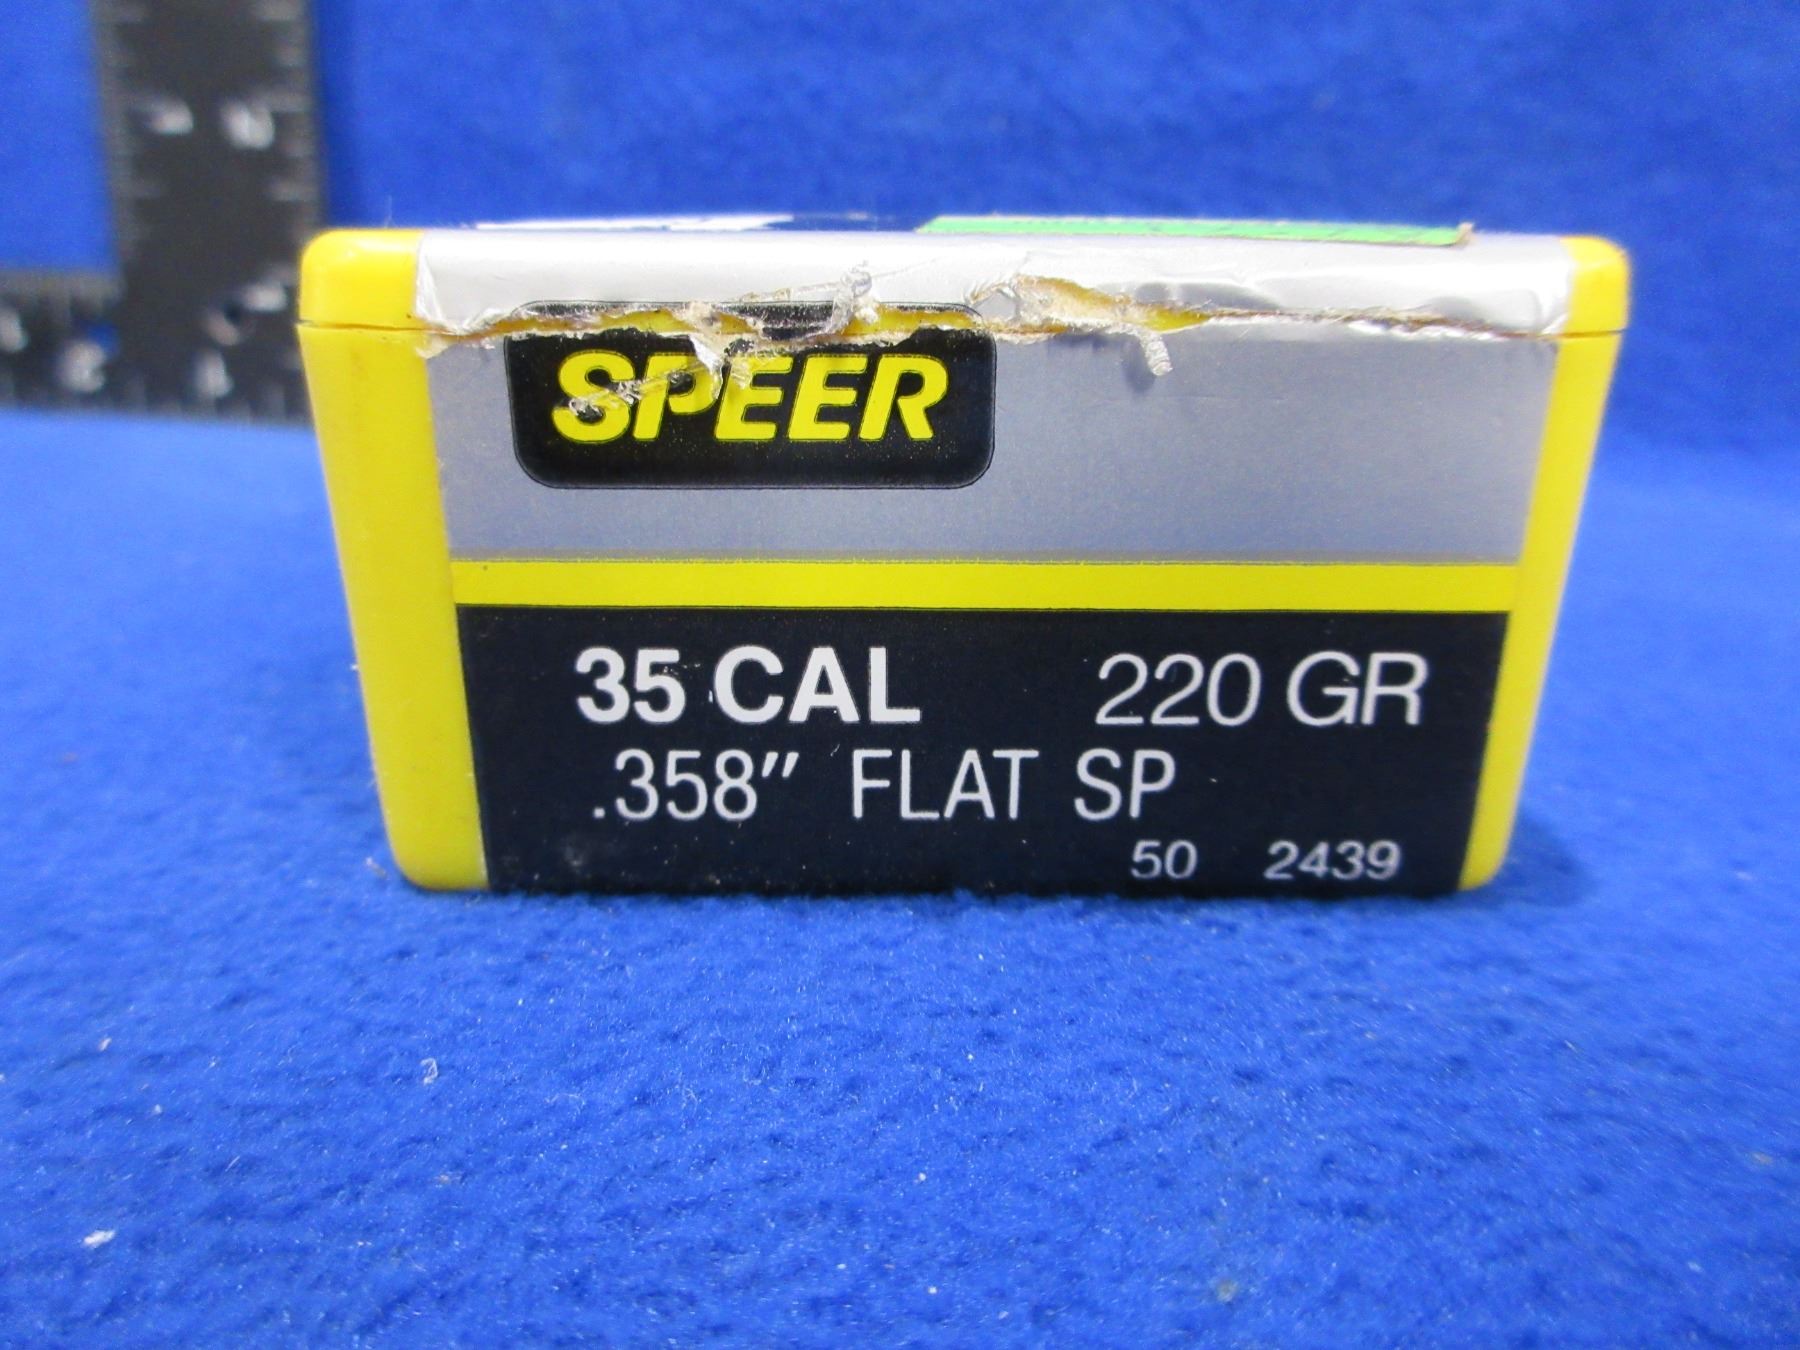 SPEER
35 CAL 220 GR
.358" FLAT SP
50 2439